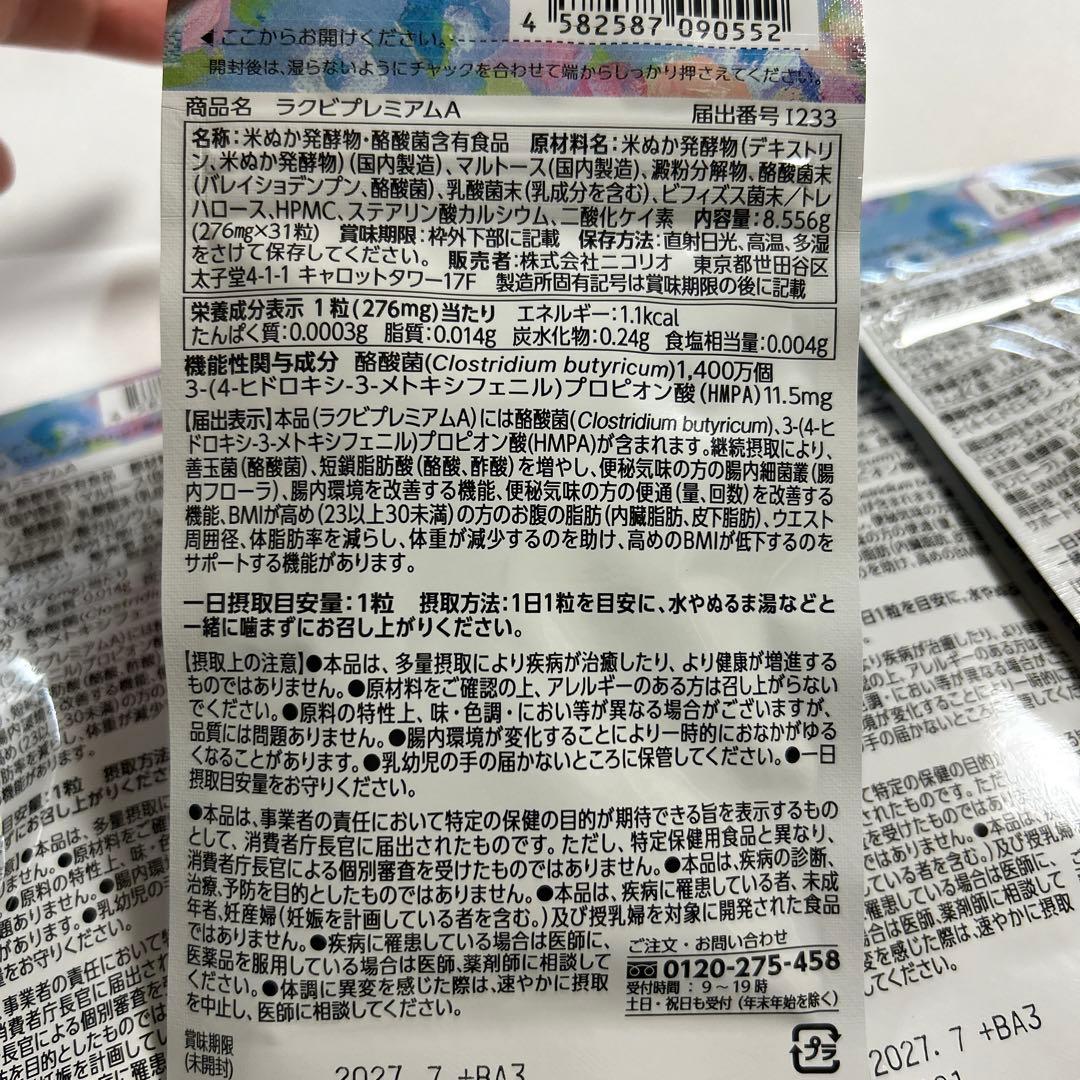 4 582587 090552
◀ここからお開けください。
開封後は、湿らないようにチャックを合わせて端からしっかり押さえてください。
商品名 ラクビプレミアムA 届出番号 I233
名称:米ぬか発酵物・酪酸菌含有食品 原材料名:米ぬか発酵物(デキストリ
ン、米ぬか発酵物)(国内製造)、マルトース(国内製造)、澱粉分解物、酪酸菌末
(バレイショデンプン、酪酸菌)、乳酸菌末(乳成分を含む)、ビフィズス菌末/トレ
ハロース、HPMC、ステアリン酸カルシウム、二酸化ケイ素 内容量:8.556g
(276mg×31粒) 賞味期限:枠外下部に記載 保存方法:直射日光、高温、多湿
をさけて保存してください。 販売者:株式会社ニコリオ 東京都世田谷区
太子堂4-1-1 キャロットタワー17F 製造所固有記号は賞味期限の後に記載
栄養成分表示 1粒(276mg)当たり エネルギー:1.1kcal
たんぱく質:0.0003g 脂質:0.014g 炭水化物:0.24g 食塩相当量:0.004g
機能性関与成分 酪酸菌(Clostridium butyricum)1,400万個
3-(4-ヒドロキシ-3-メトキシフェニル)プロピオン酸(HMPA)11.5mg
【届出表示】本品(ラクビプレミアムA)には酪酸菌(Clostridium butyricum)、3-(4-ヒ
ドロキシ-3-メトキシフェニル)プロピオン酸(HMPA)が含まれます。継続摂取により、
善玉菌(酪酸菌)、短鎖脂肪酸(酪酸、酢酸)を増やし、便秘気味の方の腸内細菌叢(腸
内フローラ)、腸内環境を改善する機能、便秘気味の方の便通(量、回数)を改善する
機能、BMIが高め(23以上30未満)の方のお腹の脂肪(内臓脂肪、皮下脂肪)、ウエスト
周囲径、体脂肪率を減らし、体重が減少するのを助け、高めのBMIが低下するのを
サポートする機能があります。
一日摂取目安量:1粒 摂取方法:1日1粒を目安に、水やぬるま湯などと
一緒に噛まずにお召し上がりください。
【摂取上の注意】●本品は、多量摂取により疾病が治癒したり、より健康が増進する
ものではありません。●原材料をご確認の上、アレルギーのある方は召し上がらない
でください。●原料の特性上、味・色調・におい等が異なる場合がございますが、
品質には問題ありません。●腸内環境が変化することにより一時的におなかがゆる
くなることがあります。●乳幼児の手の届かないところに保管してください。●一日
摂取目安量をお守りください。
●本品は、事業者の責任において特定の保健の目的が期待できる旨を表示するもの
として、消費者庁長官に届出されたものです。ただし、特定保健用食品と異なり、
消費者庁長官による個別審査を受けたものではありません。●本品は、疾病の診断、
治療、予防を目的としたものではありません。●本品は、疾病に罹患している者、未成
年者、妊産婦(妊娠を計画している者を含む。)及び授乳婦を対象に開発された食品
ではありません。●疾病に罹患している場合は医師に、
医薬品を服用している場合は医師、薬剤師に相談して
ください。●体調に異変を感じた際は、速やかに摂取
を中止し、医師に相談してください。
ご注文・お問い合わせ
0120-275-458
受付時間:9～19時
土日・祝日も受付(年末年始を除く)
プラ
賞味期限
(未開封)
2027. 7 +BA3
2027. 7 +BA3